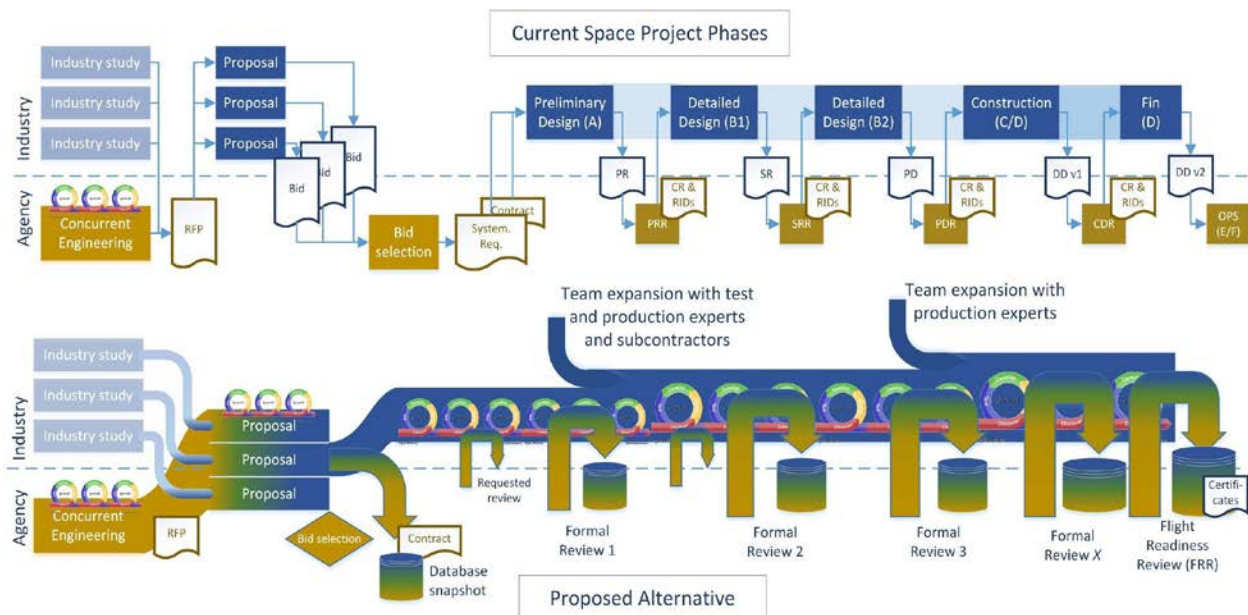 Current Space Project Phases
Industry
Agency
Industry study
Industry study
Industry study
Concurrent
Engineering
RFP
Proposal
Proposal
Proposal
Bid
Bid
Bid
selection
System.
Req.
Contract
Preliminary
Design (A)
Detailed
Design (B1)
Detailed
Design (B2)
Construction
(C/D)
Fin
(D)
PR
SR
PD
DD v1
DD v2
CR &
RIDs
CR &
RIDs
CR &
RIDs
CR &
RIDs
PRR
SRR
PDR
CDR
OPS
(E/F)
Team expansion with test
and production experts
and subcontractors
Team expansion with
production experts
Industry
Agency
Industry study
Industry study
Industry study
Concurrent
Engineering
RFP
Proposal
Proposal
Proposal
Bid selection
Contract
Database
snapshot
Requested
review
Formal
Review 1
Formal
Review 2
Formal
Review 3
Formal
Review X
Flight
Readiness
Review (FRR)
Certifi-
cates
Proposed Alternative